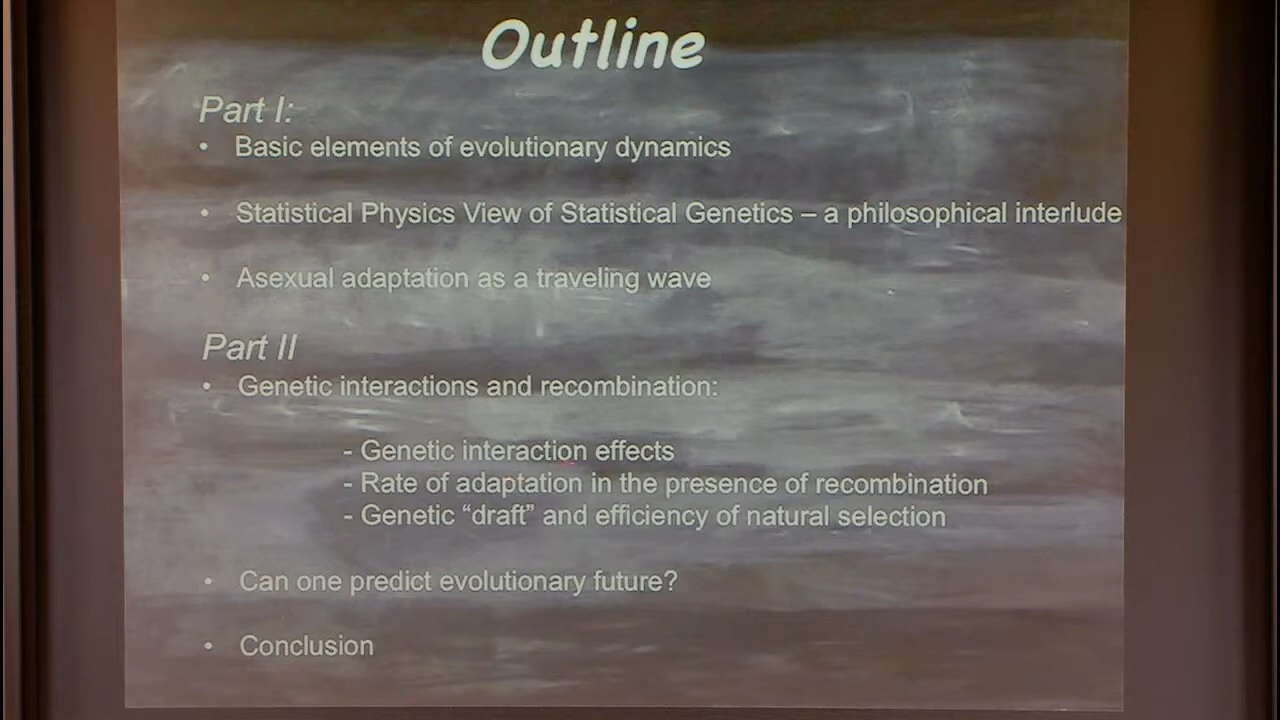 Outline
Part I:
• Basic elements of evolutionary dynamics
• Statistical Physics View of Statistical Genetics – a philosophical interlude
• Asexual adaptation as a traveling wave
Part II
• Genetic interactions and recombination:
- Genetic interaction effects
- Rate of adaptation in the presence of recombination
- Genetic “draft” and efficiency of natural selection
• Can one predict evolutionary future?
• Conclusion